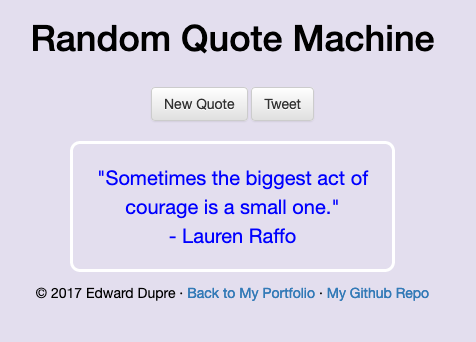 Random Quote Machine
New Quote Tweet
"Sometimes the biggest act of
courage is a small one."
- Lauren Raffo
© 2017 Edward Dupre · Back to My Portfolio · My Github Repo